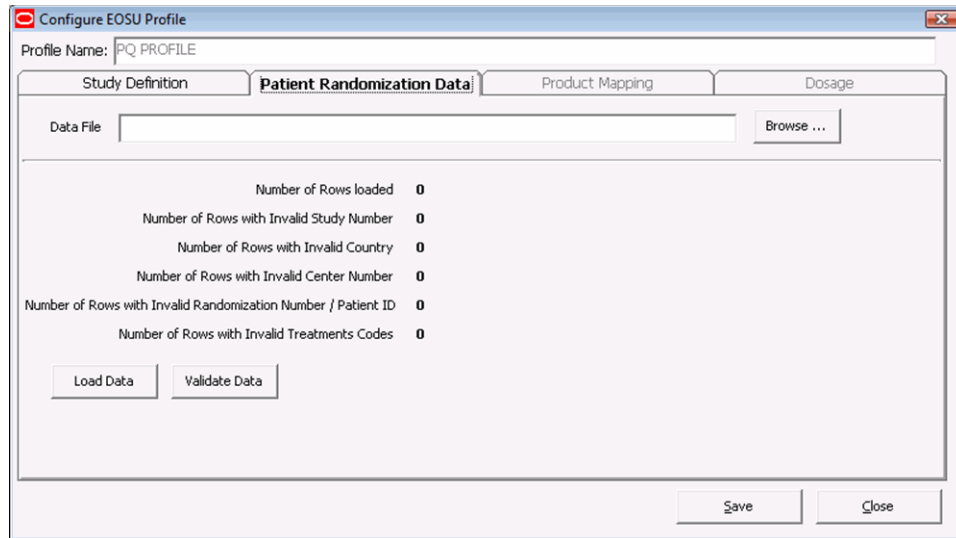 Configure EOSU Profile
Profile Name: PQ PROFILE
Study Definition Patient Randomization Data Product Mapping Dosage
Data File Browse ...
Number of Rows loaded 0
Number of Rows with Invalid Study Number 0
Number of Rows with Invalid Country 0
Number of Rows with Invalid Center Number 0
Number of Rows with Invalid Randomization Number / Patient ID 0
Number of Rows with Invalid Treatments Codes 0
Load Data Validate Data
Save Close